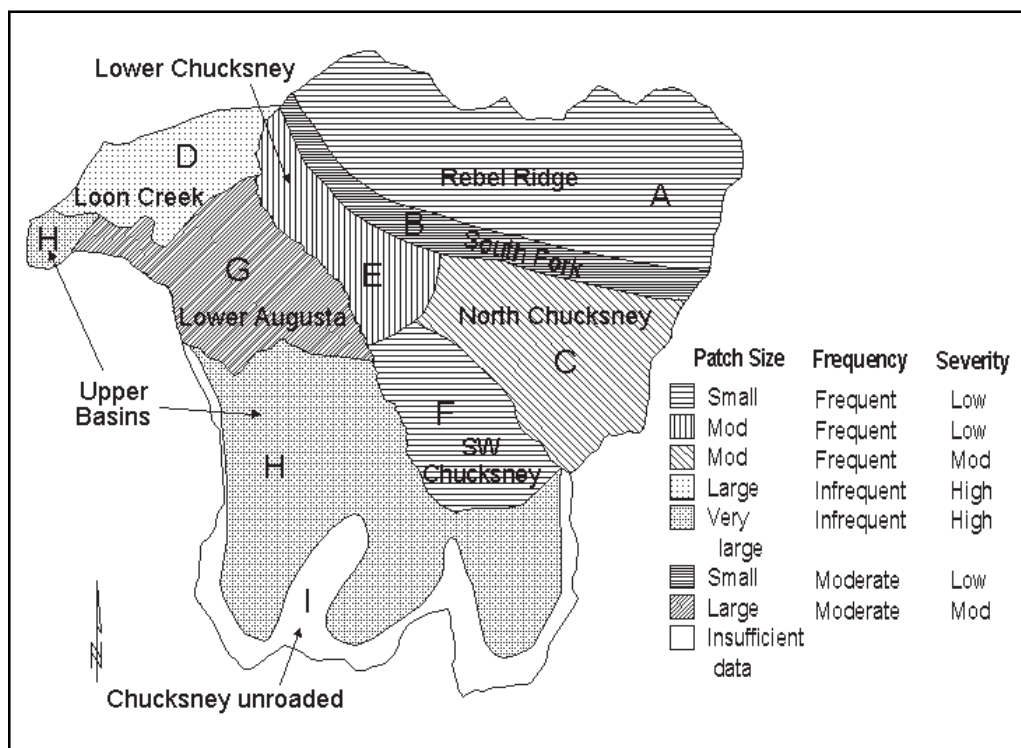 Lower Chucksney
D
Loon Creek
Rebel Ridge
A
B
South Fork
H
G
E
Lower Augusta
North Chucksney
C
Upper
Basins
F
SW
Chucksney
H
I
Chucksney unroaded
N
Patch Size Frequency Severity
Small Frequent Low
Mod Frequent Low
Mod Frequent Mod
Large Infrequent High
Very Infrequent High
large
Small Moderate Low
Large Moderate Mod
Insufficient
data